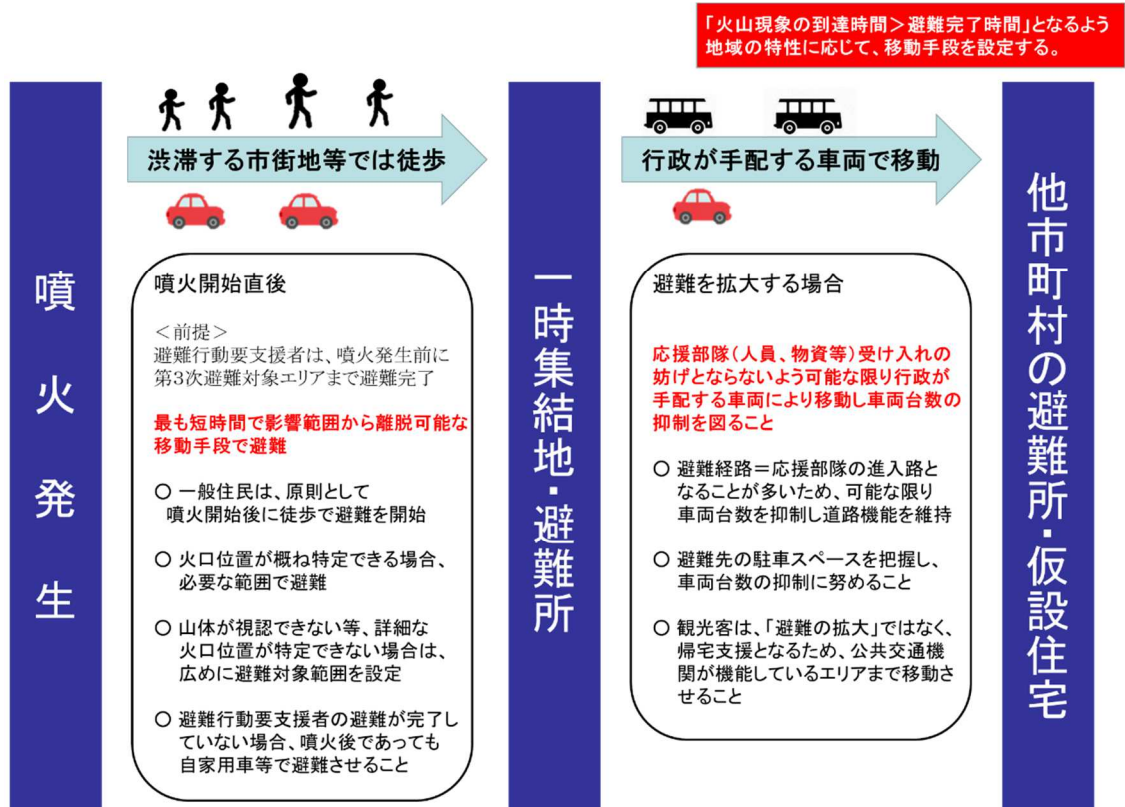 「火山現象の到達時間＞避難完了時間」となるよう
地域の特性に応じて、移動手段を設定する。
噴火発生
渋滞する市街地等では徒歩
噴火開始直後
＜前提＞
避難行動要支援者は、噴火発生前に
第３次避難対象エリアまで避難完了
最も短時間で影響範囲から離脱可能な
移動手段で避難
○ 一般住民は、原則として
噴火開始後に徒歩で避難を開始
○ 火口位置が概ね特定できる場合、
必要な範囲で避難
○ 山体が視認できない等、詳細な
火口位置が特定できない場合は、
広めに避難対象範囲を設定
○ 避難行動要支援者の避難が完了し
ていない場合、噴火後であっても
自家用車等で避難させること
一時集結地・避難所
行政が手配する車両で移動
避難を拡大する場合
応援部隊（人員、物資等）受け入れの
妨げとならないよう可能な限り行政が
手配する車両により移動し車両台数の
抑制を図ること
○ 避難経路＝応援部隊の進入路と
なることが多いため、可能な限り
車両台数を抑制し道路機能を維持
○ 避難先の駐車スペースを把握し、
車両台数の抑制に努めること
○ 観光客は、「避難の拡大」ではなく、
帰宅支援となるため、公共交通機
関が機能しているエリアまで移動さ
せること
他市町村の避難所・仮設住宅